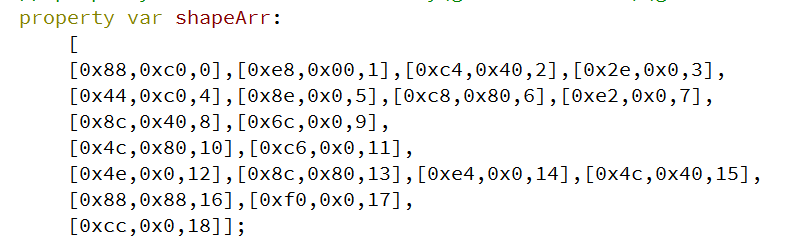 property var shapeArr:
[
[0x88,0xc0,0],[0xe8,0x00,1],[0xc4,0x40,2],[0x2e,0x0,3],
[0x44,0xc0,4],[0x8e,0x0,5],[0xc8,0x80,6],[0xe2,0x0,7],
[0x8c,0x40,8],[0x6c,0x0,9],
[0x4c,0x80,10],[0xc6,0x0,11],
[0x4e,0x0,12],[0x8c,0x80,13],[0xe4,0x0,14],[0x4c,0x40,15],
[0x88,0x88,16],[0xf0,0x0,17],
[0xcc,0x0,18]];